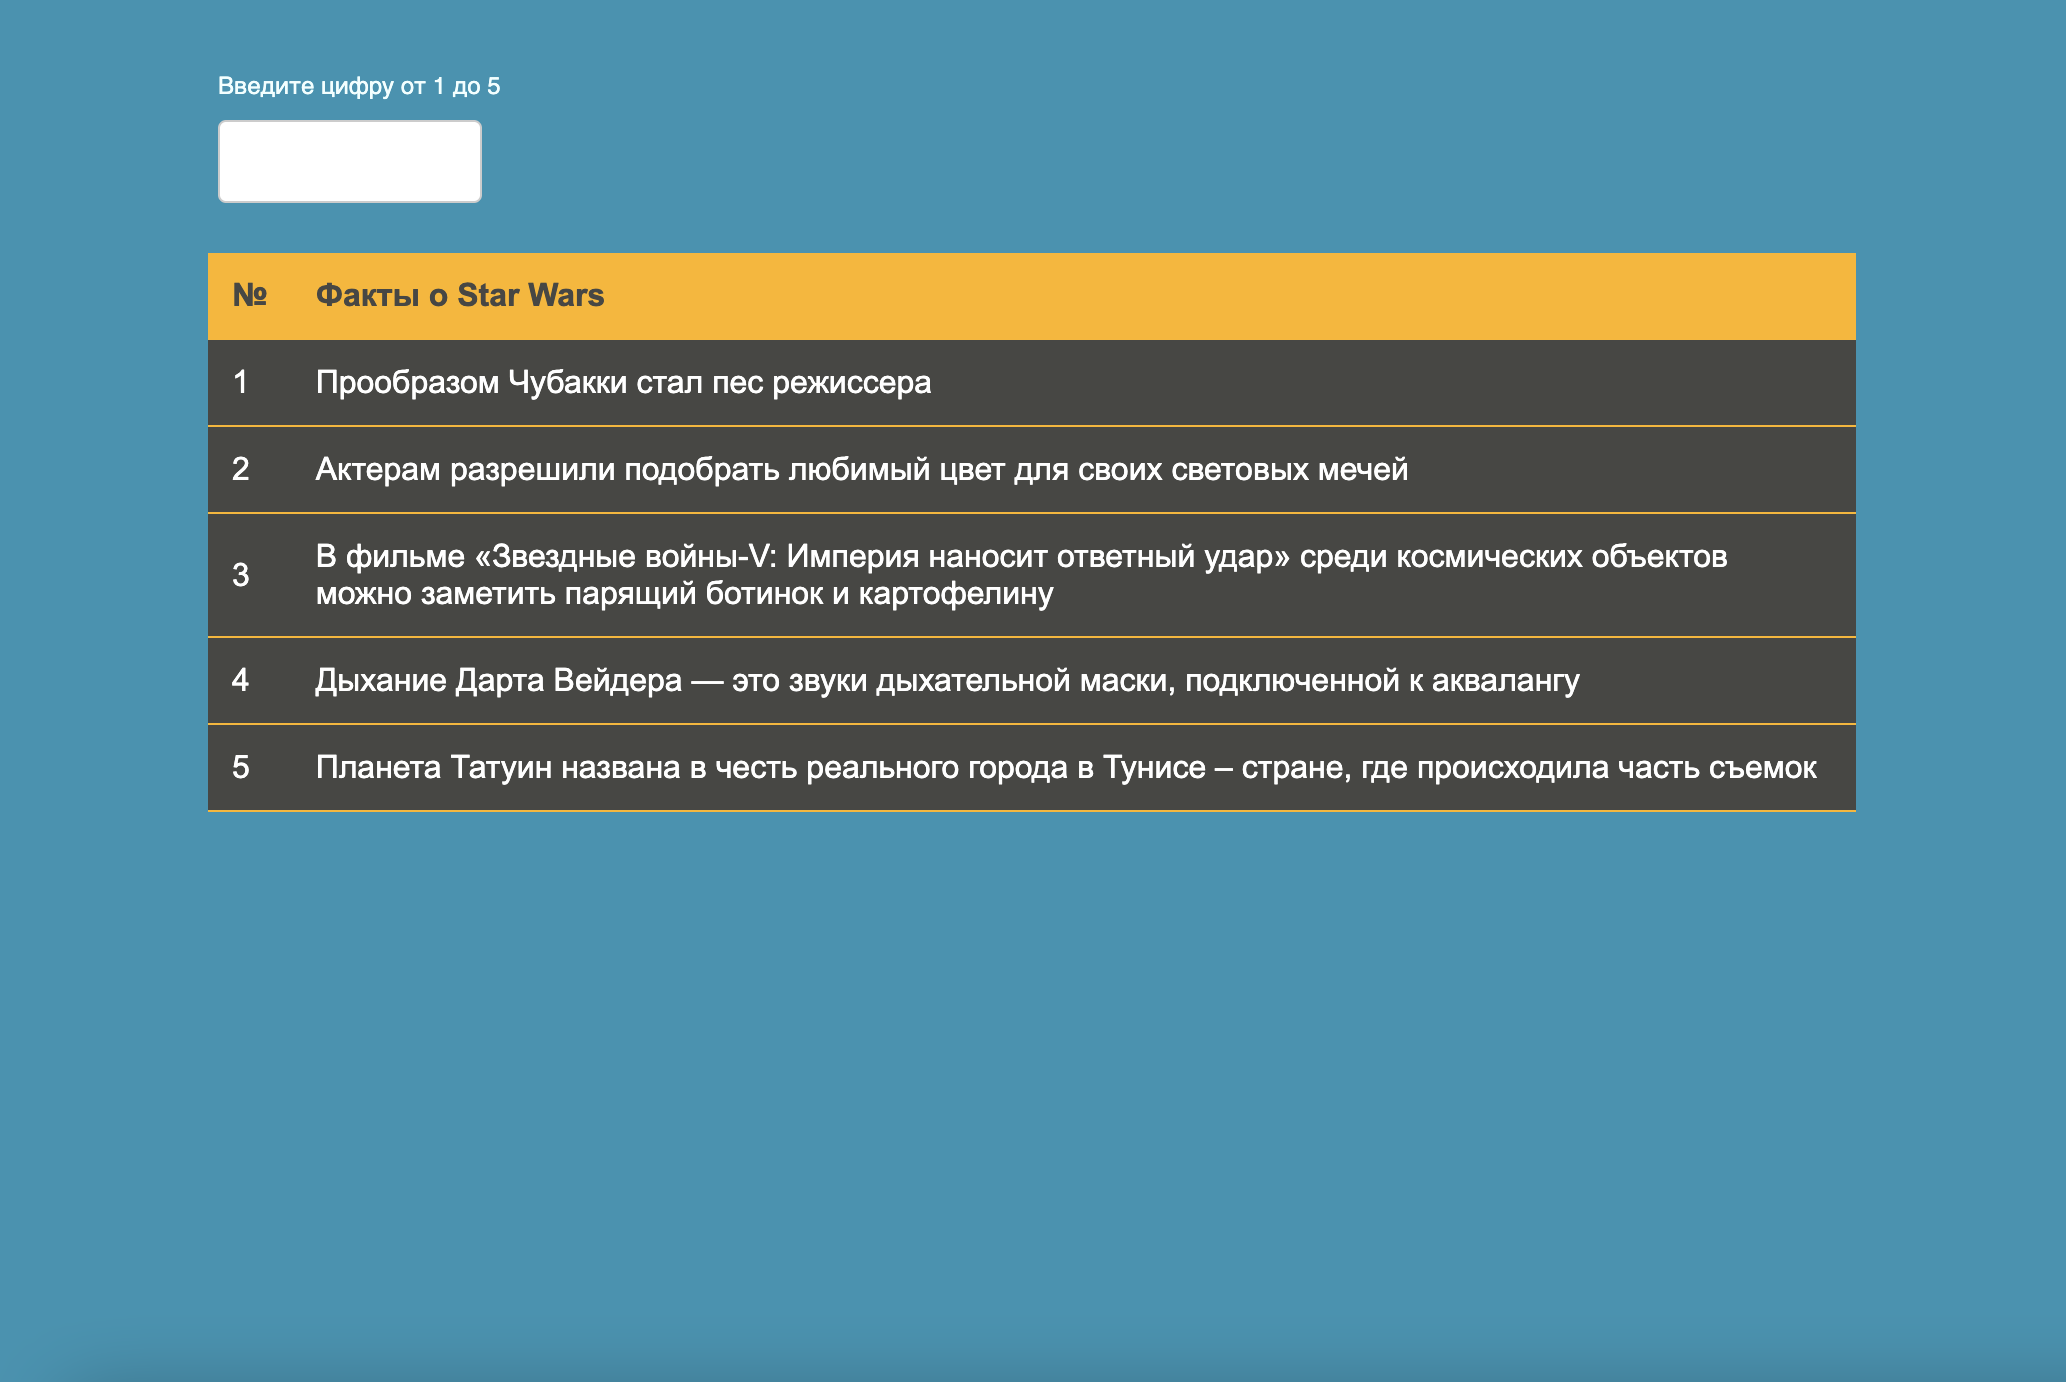 Введите цифру от 1 до 5
№ Факты о Star Wars
1 Прообразом Чубакки стал пес режиссера
2 Актерам разрешили подобрать любимый цвет для своих световых мечей
3 В фильме «Звездные войны-V: Империя наносит ответный удар» среди космических объектов
можно заметить парящий ботинок и картофелину
4 Дыхание Дарта Вейдера — это звуки дыхательной маски, подключенной к аквалангу
5 Планета Татуин названа в честь реального города в Тунисе – стране, где происходила часть съемок